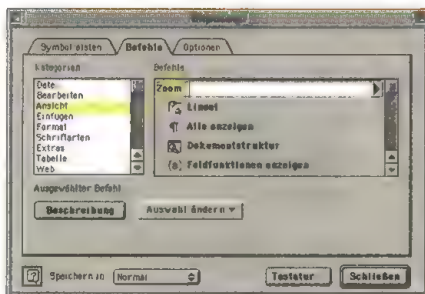 Anpassen
Symbolleisten
Befehle
Optionen
Kategorien
Datei
Bearbeiten
Ansicht
Einfügen
Format
Schriftarten
Extras
Tabelle
Web
Befehle
Zoom
Lineal
¶ Alle anzeigen
Dokumentstruktur
{a} Feldfunktionen anzeigen
Ausgewählter Befehl
Beschreibung
Auswahl ändern
Speichern in
Normal
Tastatur
Schließen